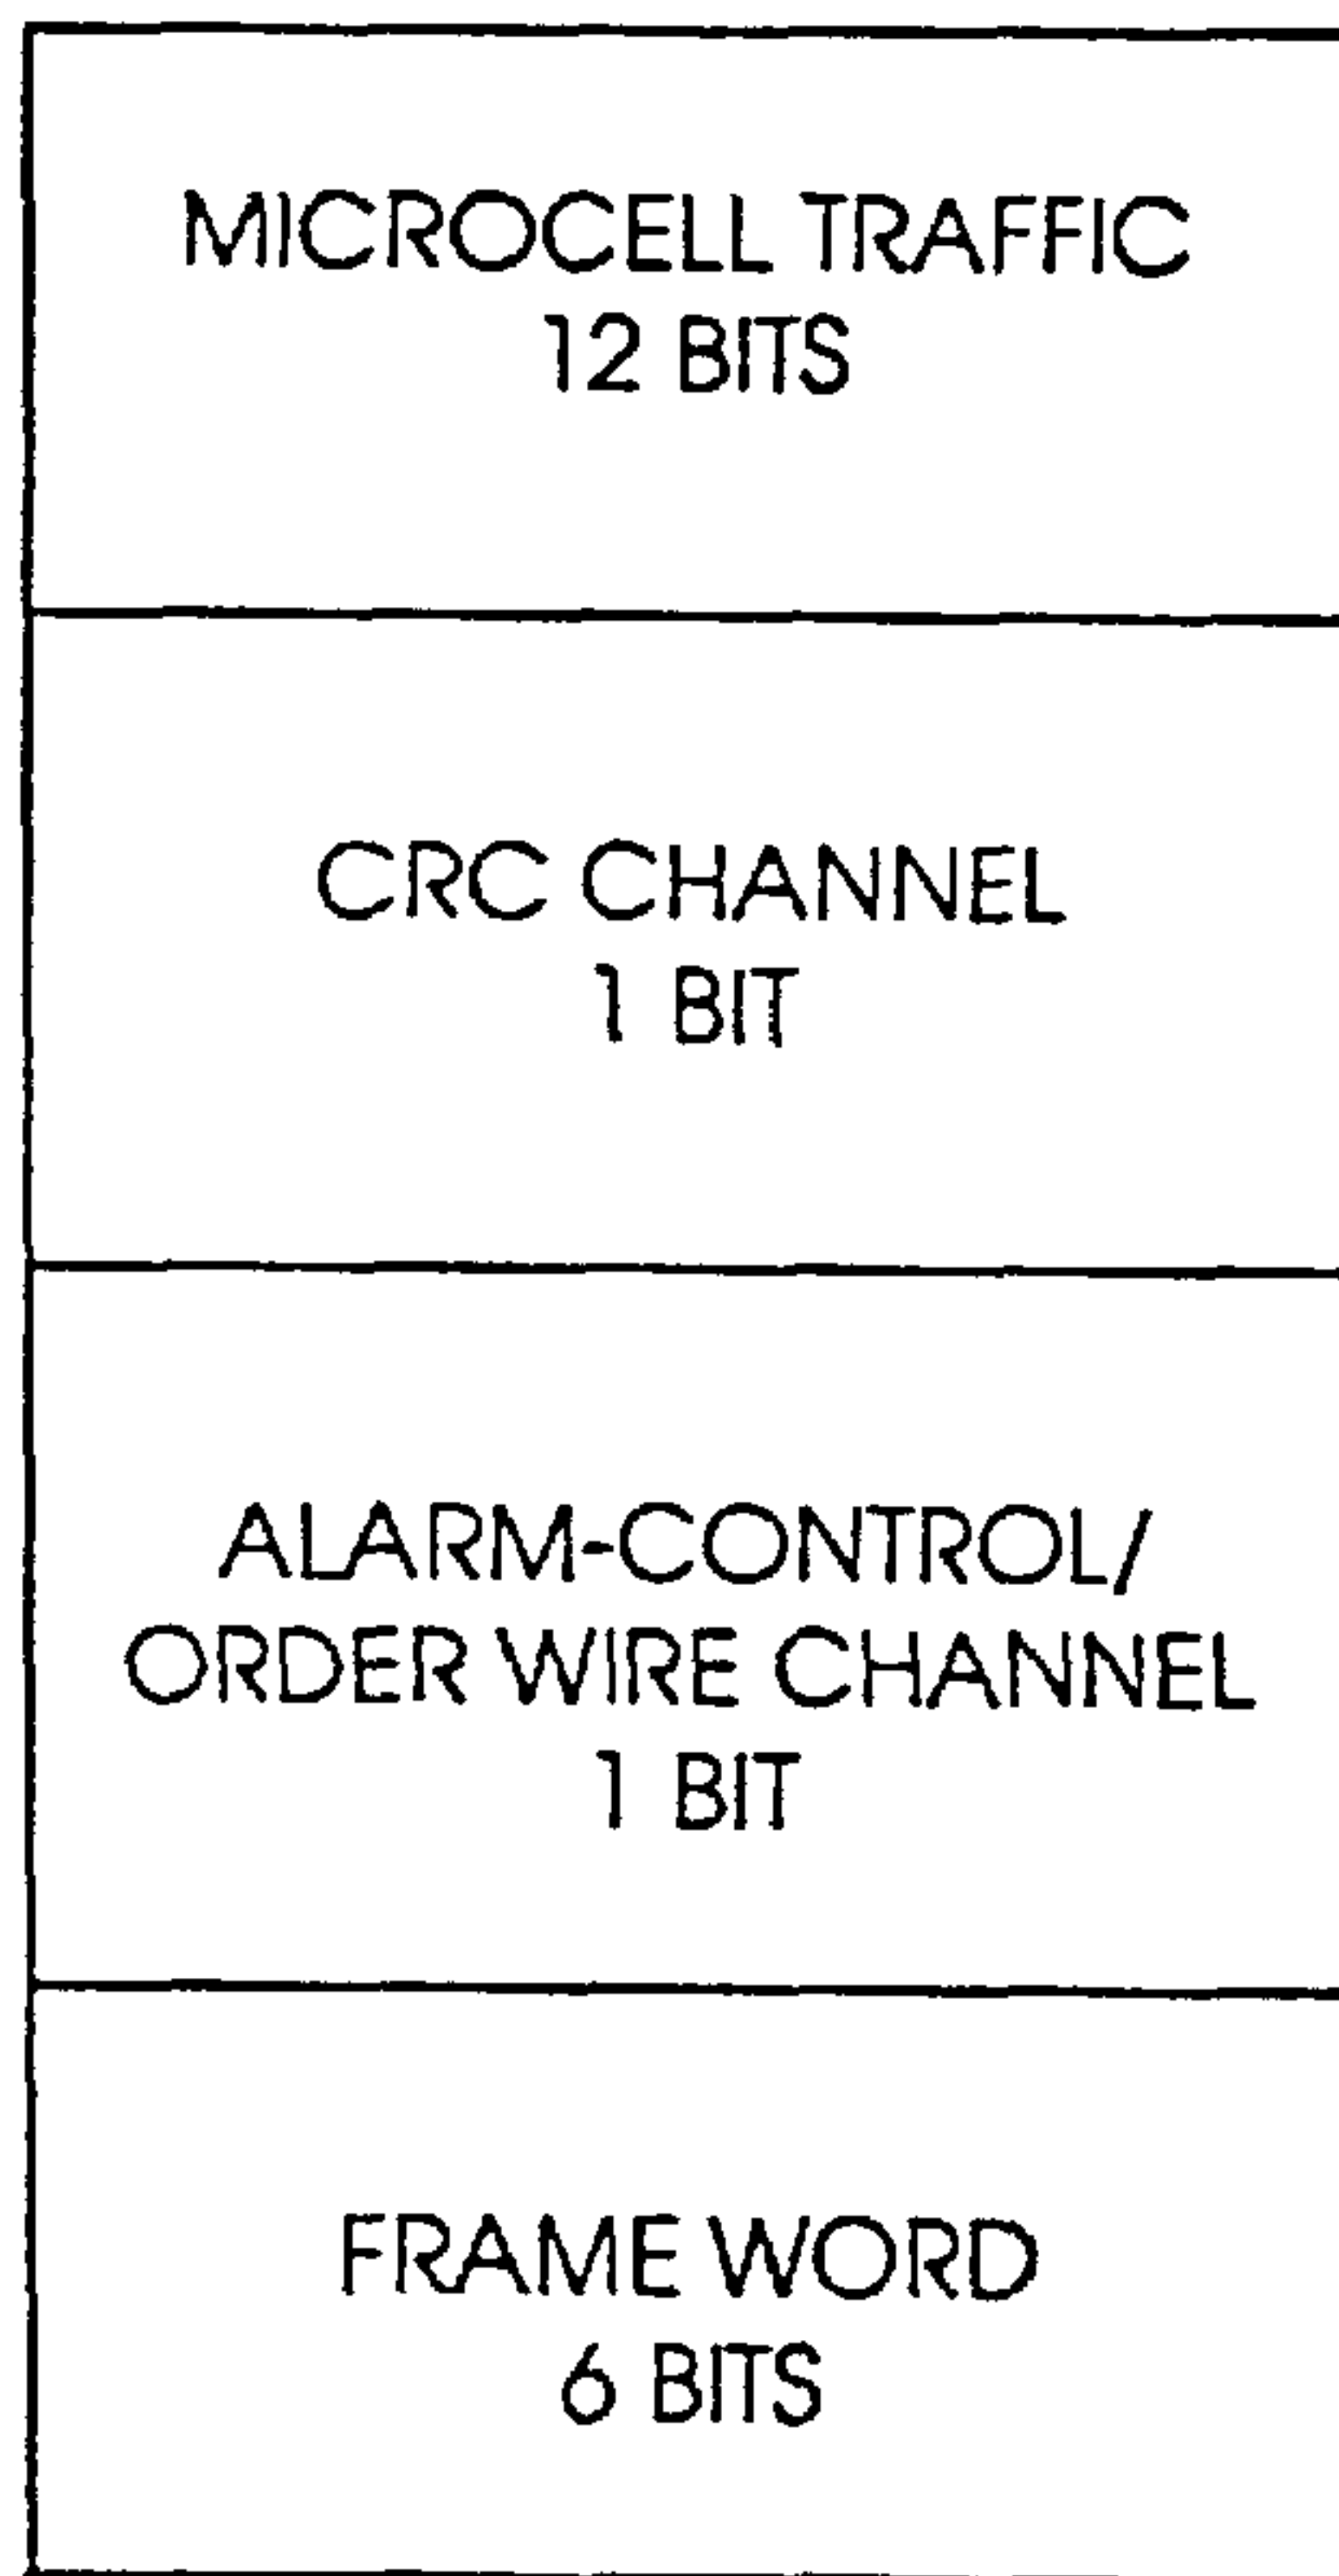 MICROCELL TRAFFIC
12 BITS
CRC CHANNEL
1 BIT
ALARM-CONTROL/
ORDER WIRE CHANNEL
1 BIT
FRAME WORD
6 BITS